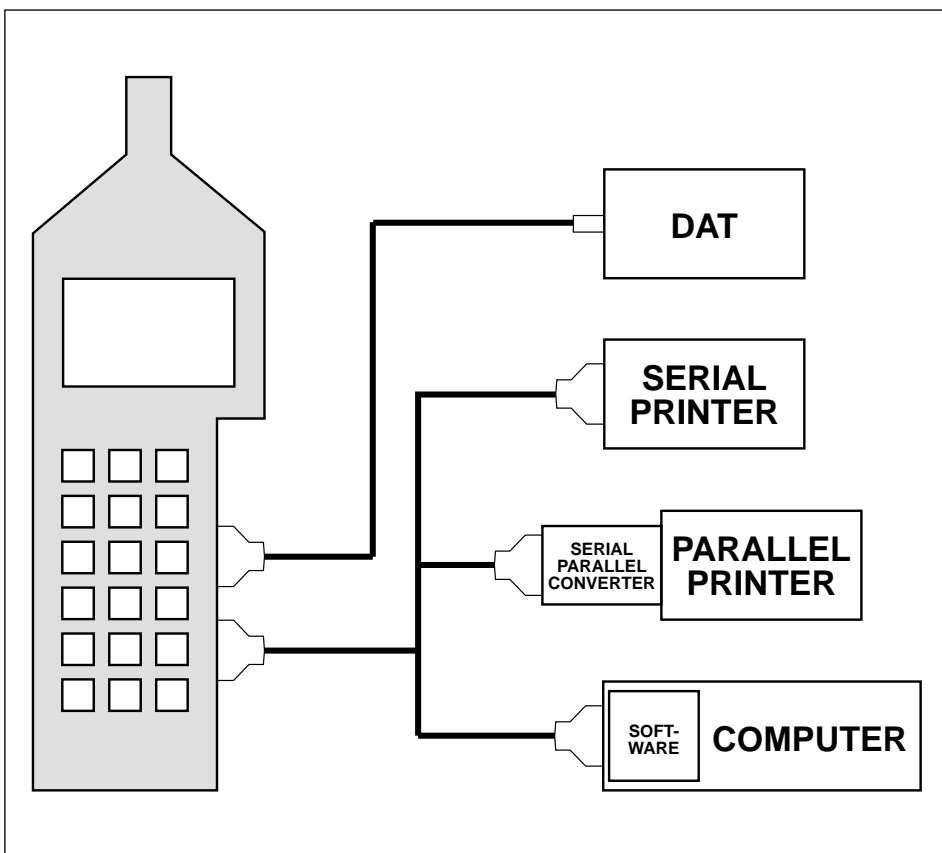 DAT
SERIAL
PRINTER
SERIAL
PARALLEL
CONVERTER
PARALLEL
PRINTER
SOFT-
WARE
COMPUTER